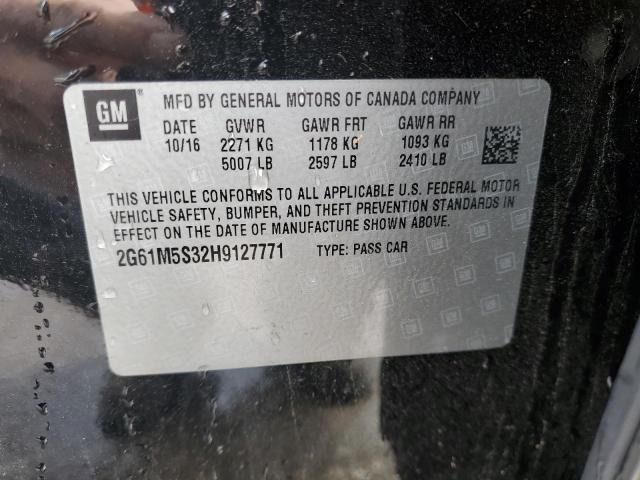 GM ® MFD BY GENERAL MOTORS OF CANADA COMPANY
DATE GVWR GAWR FRT GAWR RR
10/16 2271 KG 1178 KG 1093 KG
5007 LB 2597 LB 2410 LB
THIS VEHICLE CONFORMS TO ALL APPLICABLE U.S. FEDERAL MOTOR
VEHICLE SAFETY, BUMPER, AND THEFT PREVENTION STANDARDS IN
EFFECT ON THE DATE OF MANUFACTURE SHOWN ABOVE.
2G61M5S32H9127771 TYPE: PASS CAR